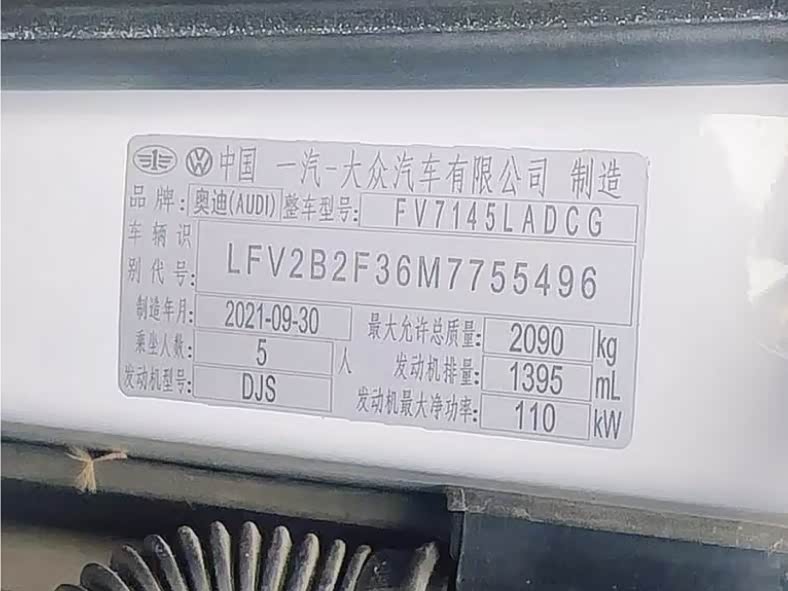 中国 一汽-大众汽车有限公司 制造
品牌: 奥迪(AUDI) 整车型号: FV7145LADCG
车辆识别代号: LFV2B2F36M7755496
制造年月: 2021-09-30 最大允许总质量: 2090 kg
乘坐人数: 5 人 发动机排量: 1395 mL
发动机型号: DJS 发动机最大净功率: 110 kW